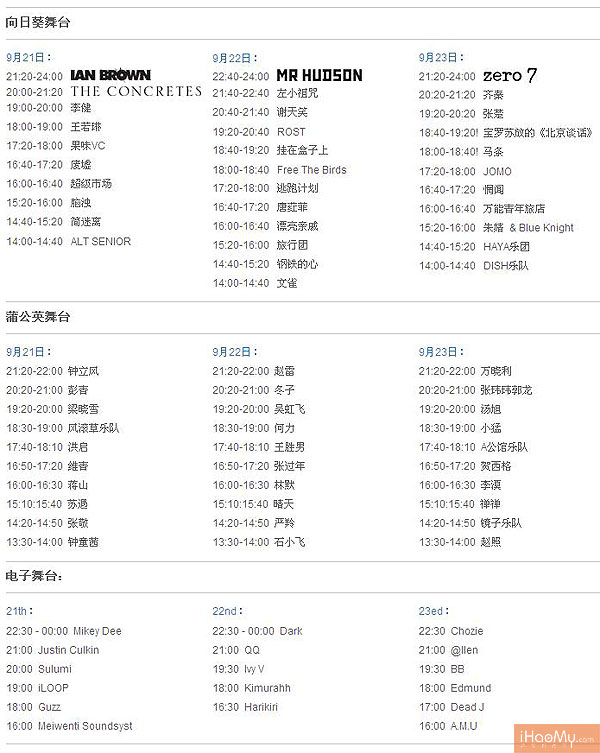 向日葵舞台
9月21日：
21:20-24:00 IAN BROWN
20:00-21:20 THE CONCRETES
19:00-20:00 李健
18:00-19:00 王若琳
17:20-18:00 果味VC
16:40-17:20 废墟
16:00-16:40 超级市场
15:20-16:00 脑浊
14:40-15:20 简迷离
14:00-14:40 ALT SENIOR
9月22日：
22:40-24:00 MR HUDSON
21:40-22:40 左小祖咒
20:40-21:40 谢天笑
19:20-20:40 ROST
18:40-19:20 挂在盒子上
18:00-18:40 Free The Birds
17:20-18:00 逃跑计划
16:40-17:20 唐蕋菲
16:00-16:40 漂亮亲戚
15:20-16:00 旅行团
14:40-15:20 钢铁的心
14:00-14:40 文雀
9月23日：
21:20-24:00 zero 7
20:20-21:20 齐秦
19:20-20:20 张楚
18:40-19:20! 宝罗苏放的《北京谈话》
18:00-18:40! 马条
17:20-18:00 JOMO
16:40-17:20 惘闻
16:00-16:40 万能青年旅店
15:20-16:00 朱婧 & Blue Knight
14:40-15:20 HAYA乐团
14:00-14:40 DISH乐队
蒲公英舞台
9月21日：
21:20-22:00 钟立风
20:20-21:00 彭吉
19:20-20:00 梁晓雪
18:30-19:00 风滚草乐队
17:40-18:10 洪启
16:50-17:20 维吉
16:00-16:30 蒋山
15:10:15:40 苏遇
14:20-14:50 张敬
13:30-14:00 钟童茜
9月22日：
21:20-22:00 赵雷
20:20-21:00 冬子
19:20-20:00 吴虹飞
18:30-19:00 何力
17:40-18:10 王胜男
16:50-17:20 张过年
16:00-16:30 林默
15:10:15:40 晴天
14:20-14:50 严羚
13:30-14:00 石小飞
9月23日：
21:20-22:00 万晓利
20:20-21:00 张玮玮郭龙
19:20-20:00 汤旭
18:30-19:00 小猛
17:40-18:10 A公馆乐队
16:50-17:20 贺西格
16:00-16:30 李漠
15:10:15:40 禅禅
14:20-14:50 镜子乐队
13:30-14:00 赵照
电子舞台：
21th：
22:30 - 00:00 Mikey Dee
21:00 Justin Culkin
20:00 Sulumi
19:00 iLOOP
18:00 Guzz
16:00 Meiwenti Soundsyst
22nd：
22:30 - 00:00 Dark
21:00 QQ
19:30 Ivy V
18:00 Kimurahh
16:30 Harikiri
23ed：
22:30 Chozie
21:00 @llen
19:30 BB
18:00 Edmund
17:00 Dead J
16:00 A.M.U
iHaoMy.com